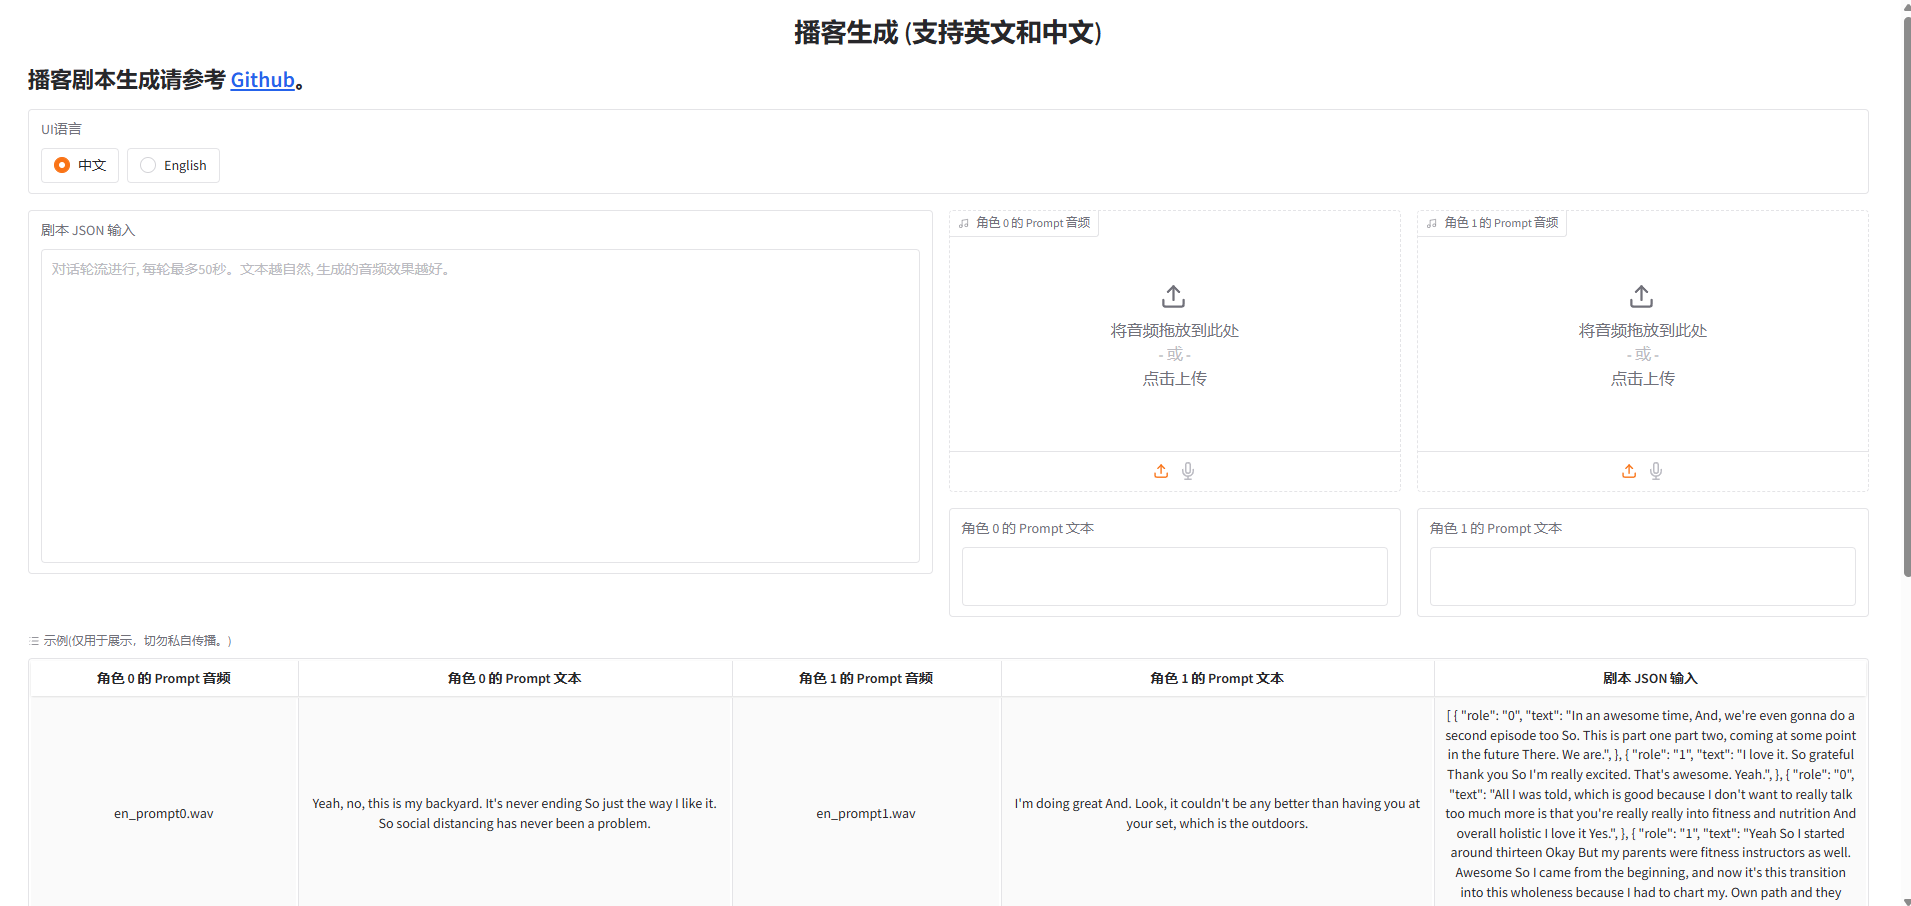 播客生成 (支持英文和中文)
播客剧本生成请参考 Github。
UI语言
中文
English
剧本 JSON 输入
对话轮流进行, 每轮最多50秒。文本越自然, 生成的音频效果越好。
角色 0 的 Prompt 音频
将音频拖放到此处
- 或 -
点击上传
角色 1 的 Prompt 音频
将音频拖放到此处
- 或 -
点击上传
角色 0 的 Prompt 文本
角色 1 的 Prompt 文本
示例(仅用于展示，切勿私自传播。)
角色 0 的 Prompt 音频
角色 0 的 Prompt 文本
角色 1 的 Prompt 音频
角色 1 的 Prompt 文本
剧本 JSON 输入
en_prompt0.wav
Yeah, no, this is my backyard. It's never ending So just the way I like it.
So social distancing has never been a problem.
en_prompt1.wav
I'm doing great And. Look, it couldn't be any better than having you at
your set, which is the outdoors.
[ { "role": "0", "text": "In an awesome time, And, we're even gonna do a
second episode too So. This is part one part two, coming at some point
in the future There. We are.", }, { "role": "1", "text": "I love it. So grateful
Thank you So I'm really excited. That's awesome. Yeah.", }, { "role": "0",
"text": "All I was told, which is good because I don't want to really talk
too much more is that you're really really into fitness and nutrition And
overall holistic I love it Yes.", }, { "role": "1", "text": "Yeah So I started
around thirteen Okay But my parents were fitness instructors as well.
Awesome So I came from the beginning, and now it's this transition
into this wholeness because I had to chart my. Own path and they